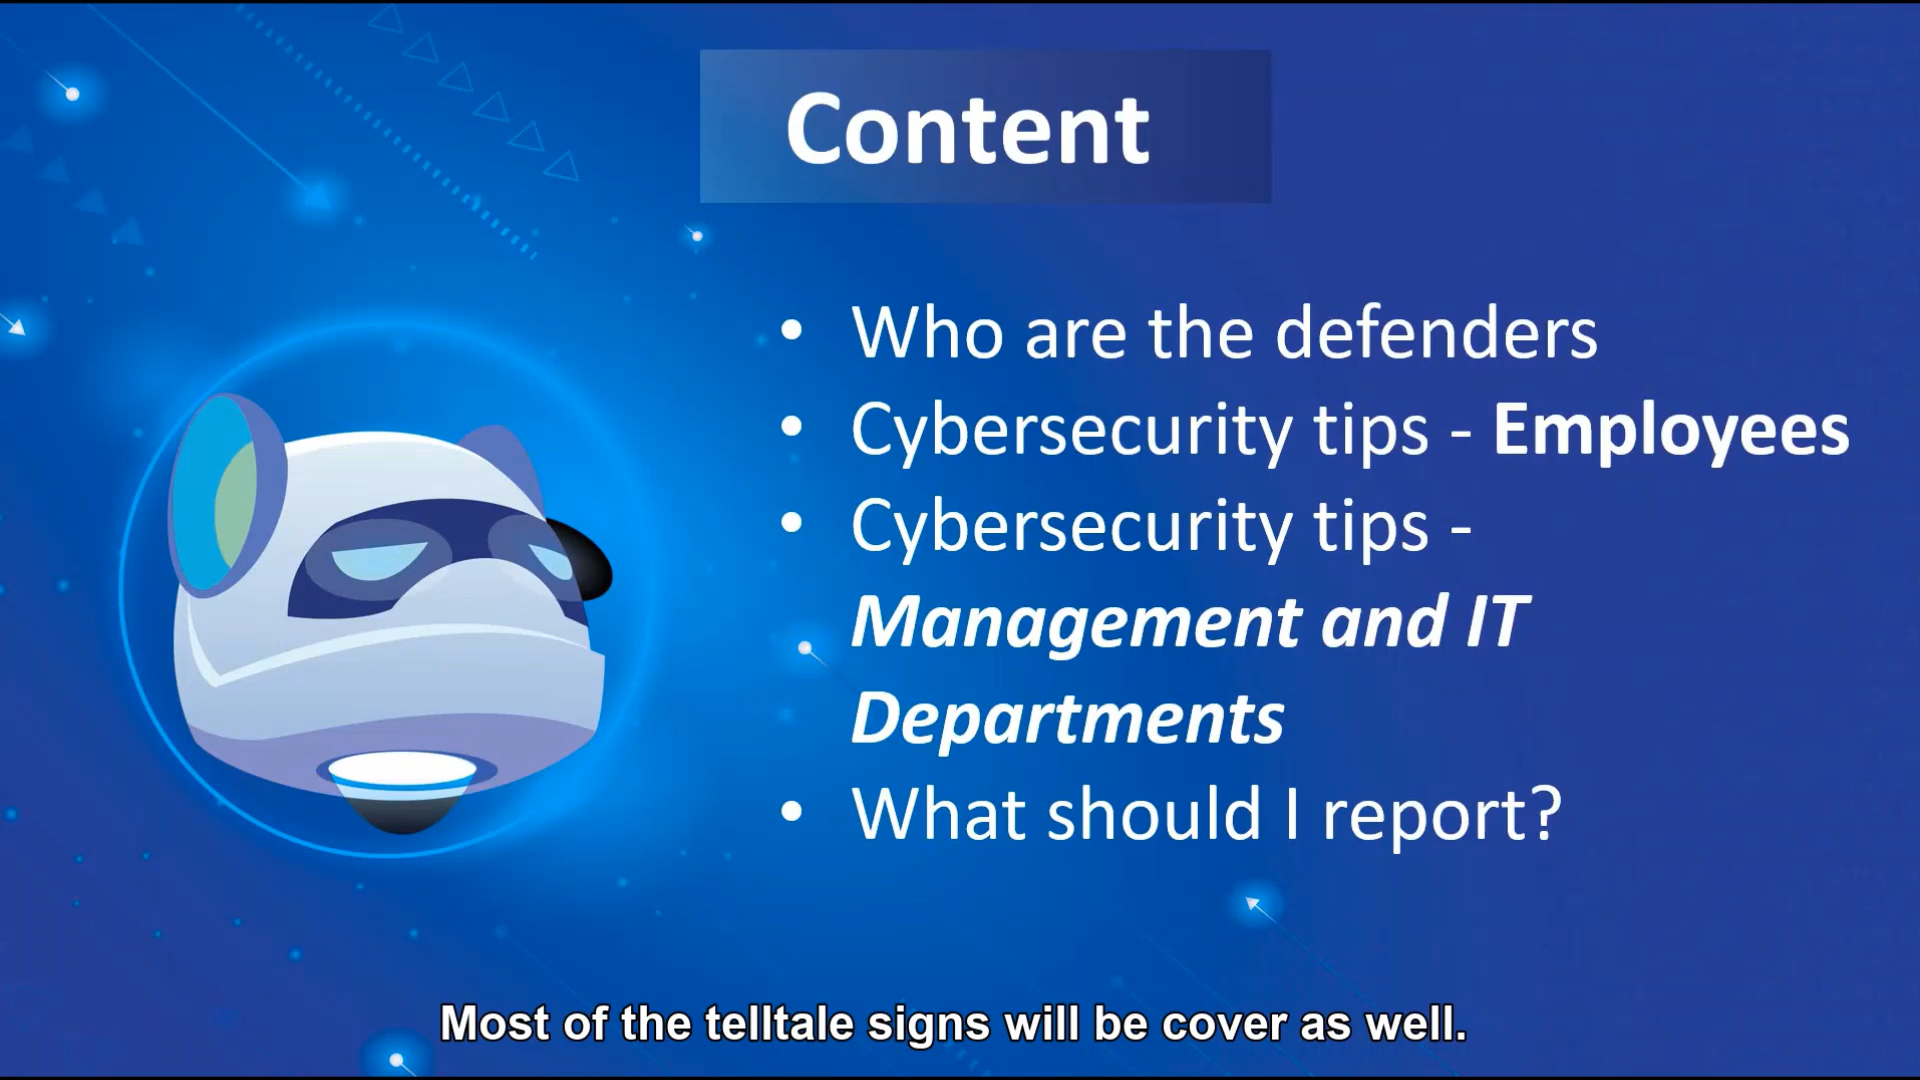 Content
• Who are the defenders
• Cybersecurity tips - Employees
• Cybersecurity tips -
Management and IT
Departments
• What should I report?
Most of the telltale signs will be cover as well.